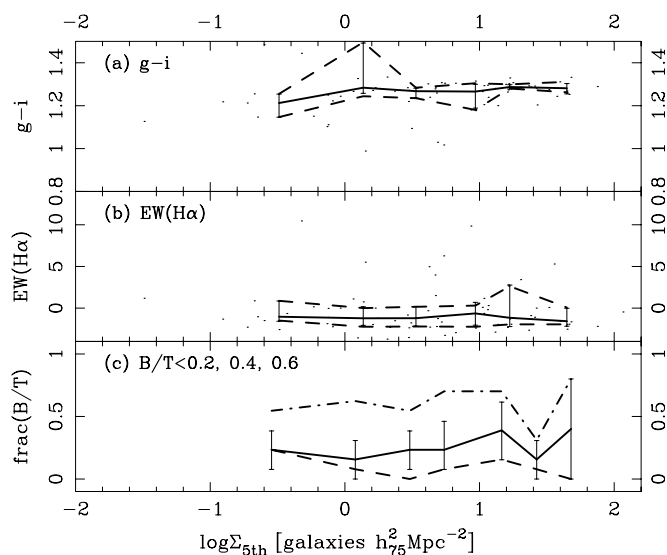 −2 −1 0 1 2
(a) g-i
g-i
0.8 1 1.2 1.4
0.8 1 1.2 1.4
(b) EW(Hα)
EW(Hα)
0 5 10
0 5 10
(c) B/T<0.2, 0.4, 0.6
frac(B/T)
0 0.5 1
0 0.5 1
−2 −1 0 1 2
logΣ5th [galaxies h²₇₅Mpc⁻²]